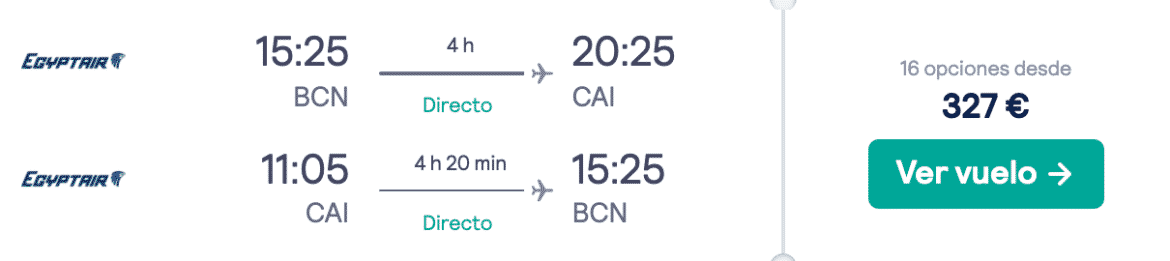 EGYPTAIR
15:25
4 h
20:25
BCN
Directo
CAI
EGYPTAIR
11:05
4 h 20 min
15:25
CAI
Directo
BCN
16 opciones desde
327 €
Ver vuelo →